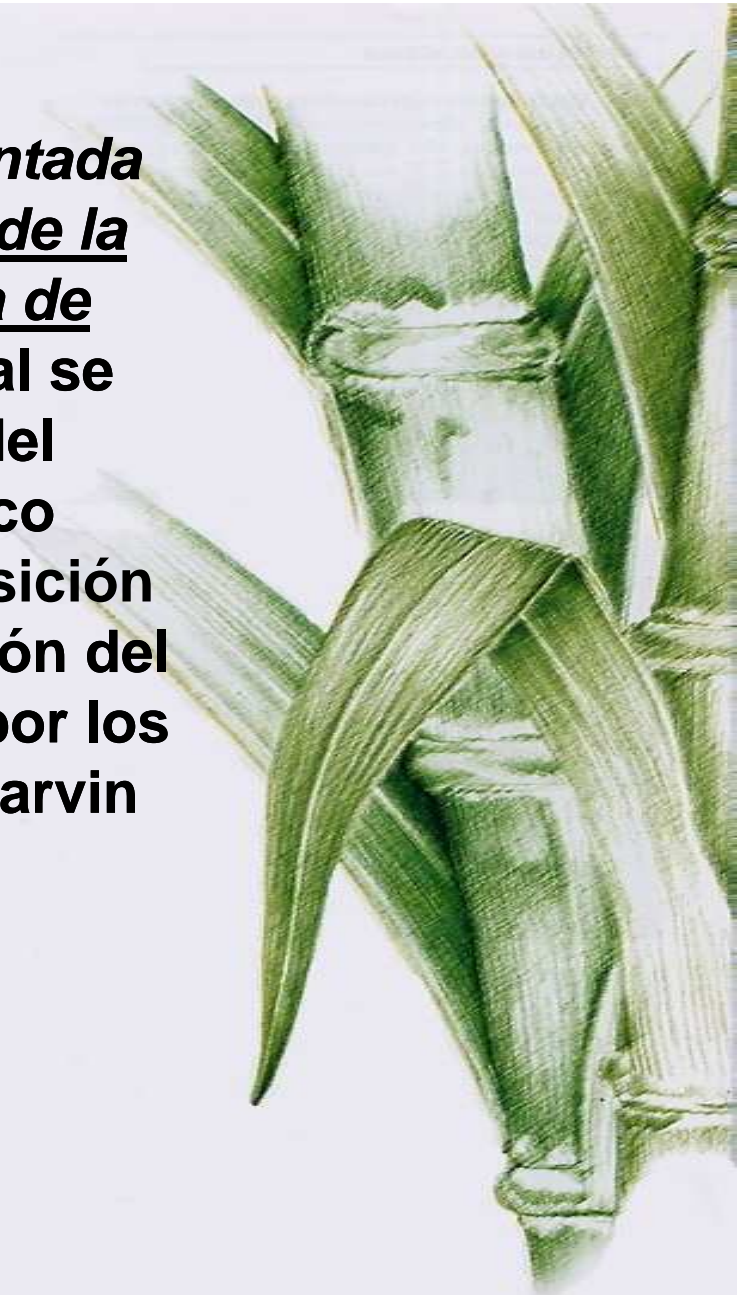 ntada
de la
a de
al se
del
co
sición
ón del
por los
arvin